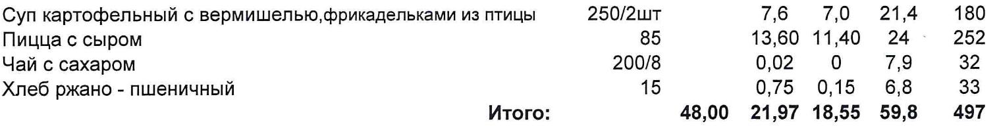 Суп картофельный с вермишелью,фрикадельками из птицы 250/2шт 7,6 7,0 21,4 180
Пицца с сыром 85 13,60 11,40 24 252
Чай с сахаром 200/8 0,02 0 7,9 32
Хлеб ржано - пшеничный 15 0,75 0,15 6,8 33
Итого: 48,00 21,97 18,55 59,8 497